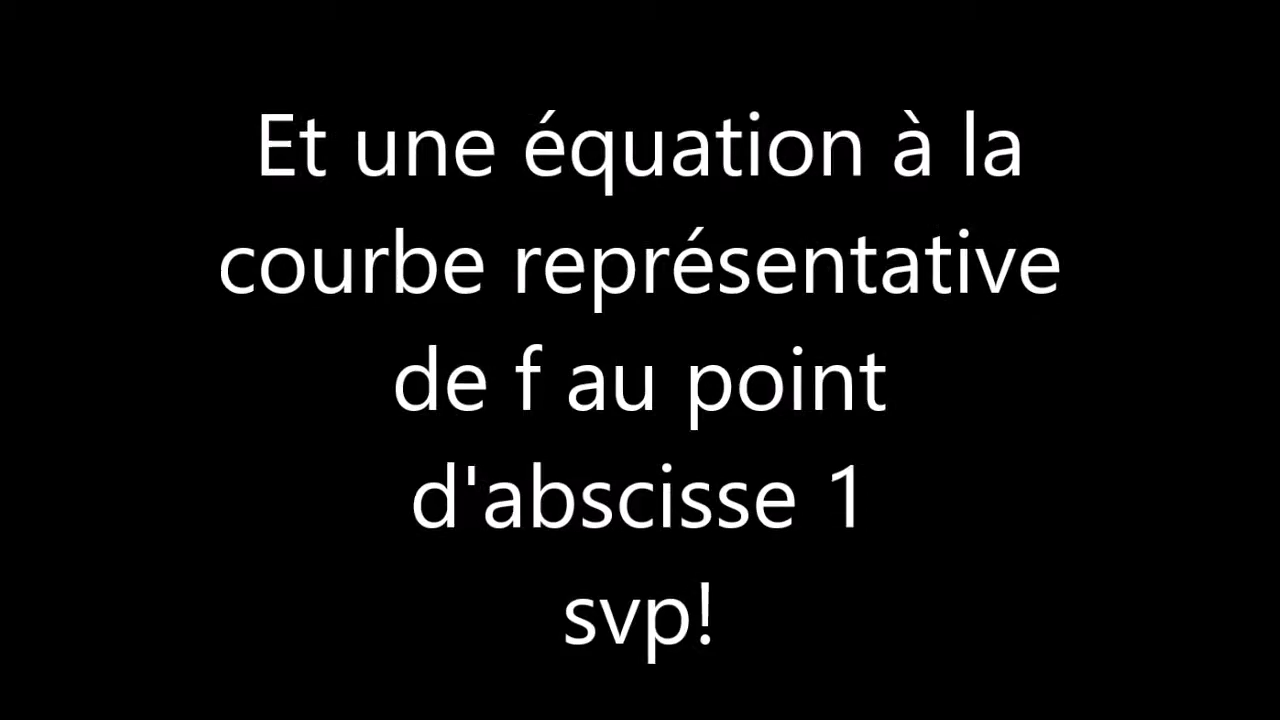 Et une équation à la
courbe représentative
de f au point
d'abscisse 1
svp!